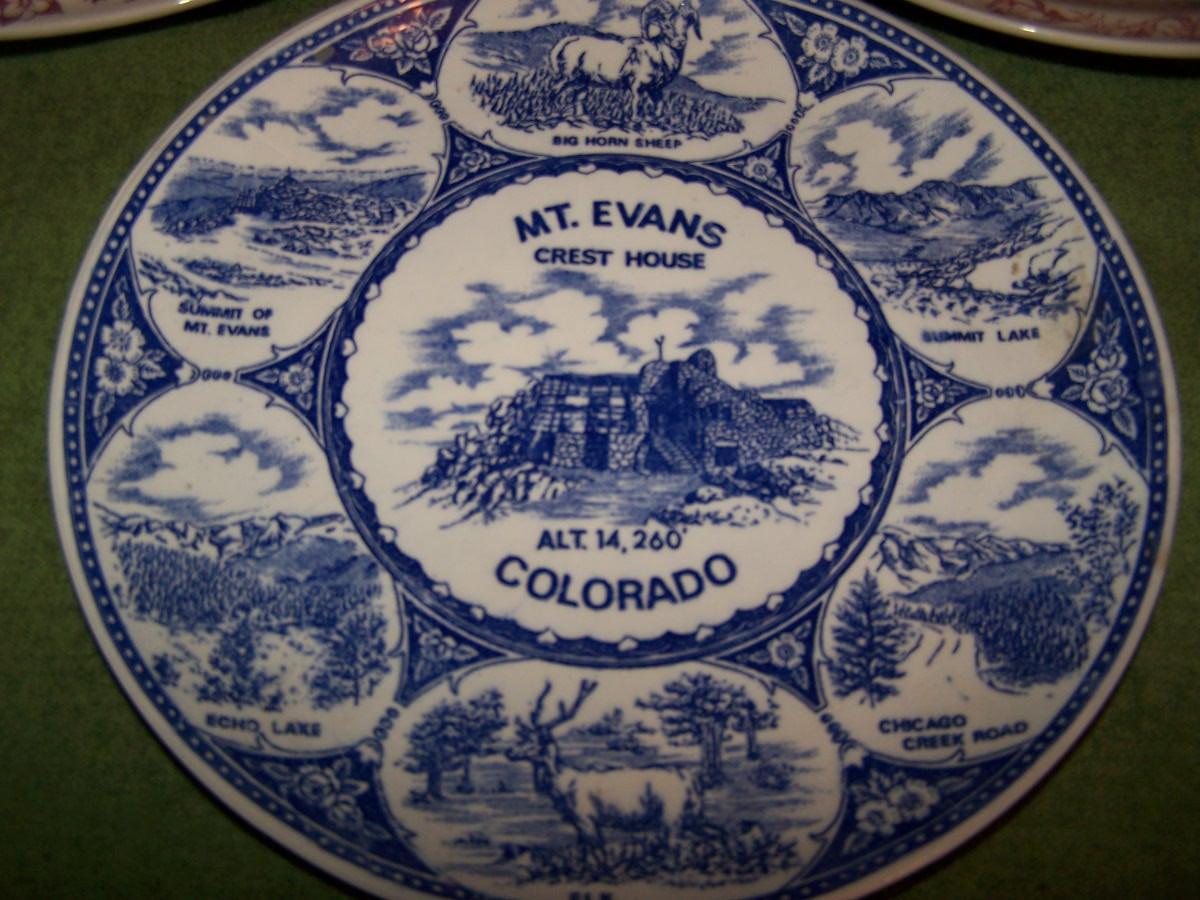 BIG HORN SHEEP
MT. EVANS
CREST HOUSE
SUMMIT OF
MT. EVANS
SUMMIT LAKE
ALT. 14,260'
COLORADO
ECHO LAKE
CHICAGO
CREEK ROAD
ELK